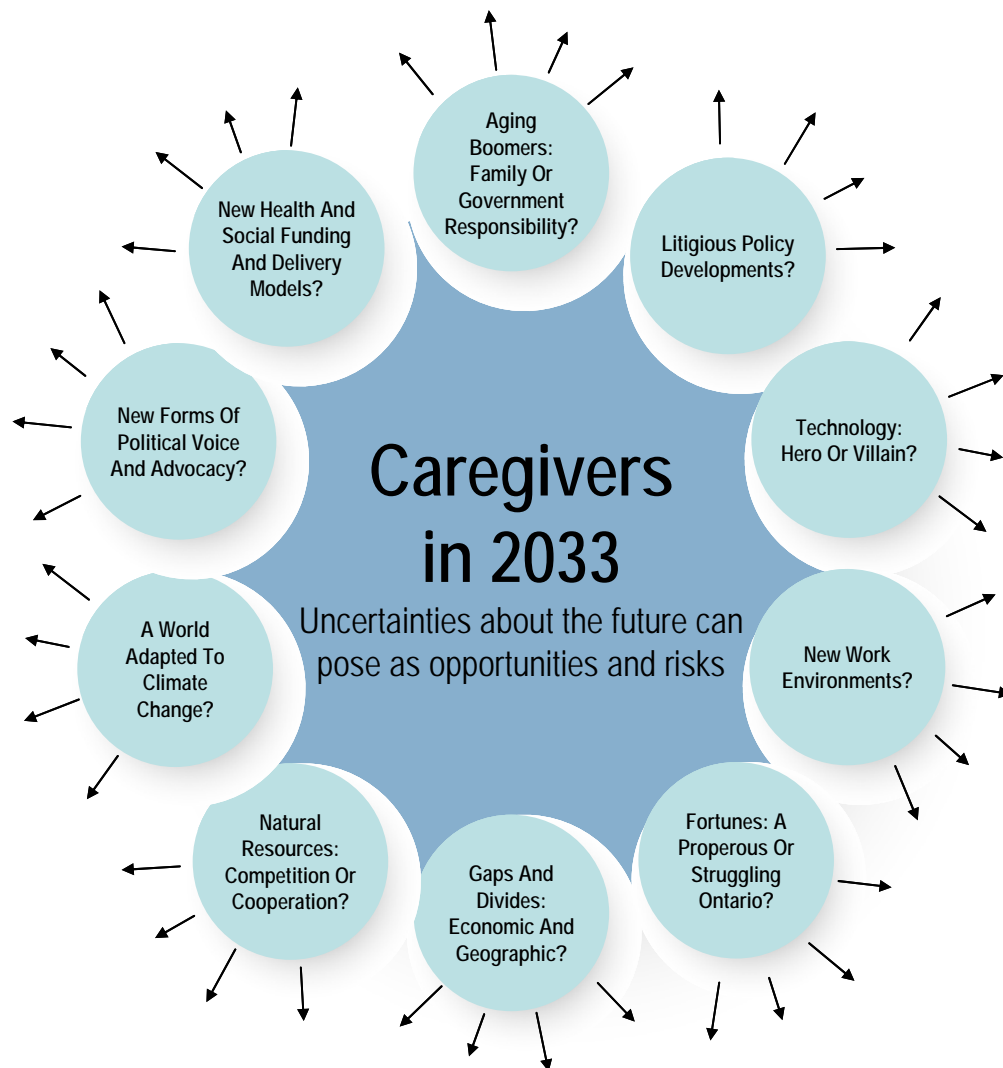 Aging
Boomers:
Family Or
Government
Responsibility?
Litigious Policy
Developments?
Technology:
Hero Or Villain?
New Work
Environments?
Fortunes: A
Properous Or
Struggling
Ontario?
Gaps And
Divides:
Economic And
Geographic?
Natural
Resources:
Competition Or
Cooperation?
A World
Adapted To
Climate
Change?
New Forms Of
Political Voice
And Advocacy?
New Health And
Social Funding
And Delivery
Models?
Caregivers
in 2033
Uncertainties about the future can
pose as opportunities and risks